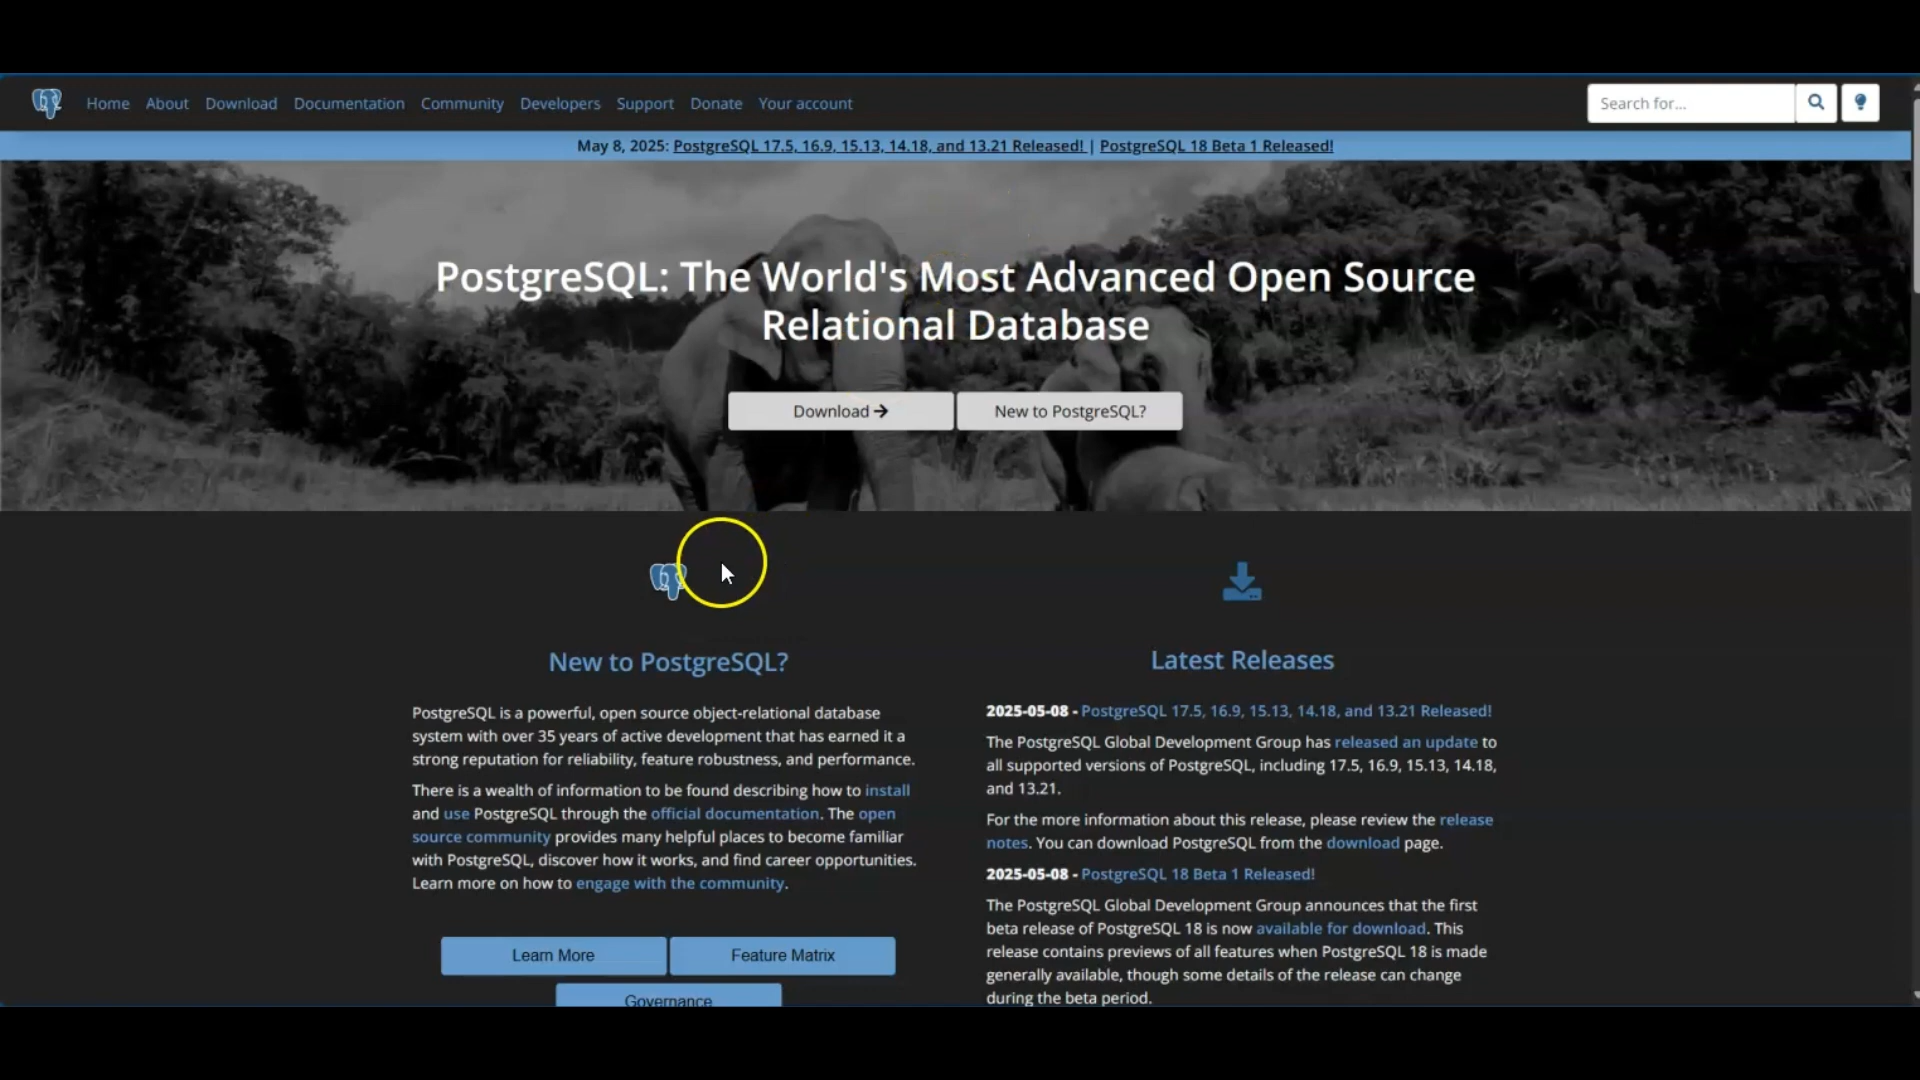 Home About Download Documentation Community Developers Support Donate Your account
Search for...
May 8, 2025: PostgreSQL 17.5, 16.9, 15.13, 14.18, and 13.21 Released! | PostgreSQL 18 Beta 1 Released!
PostgreSQL: The World's Most Advanced Open Source
Relational Database
Download →
New to PostgreSQL?
New to PostgreSQL?
PostgreSQL is a powerful, open source object-relational database
system with over 35 years of active development that has earned it a
strong reputation for reliability, feature robustness, and performance.
There is a wealth of information to be found describing how to install
and use PostgreSQL through the official documentation. The open
source community provides many helpful places to become familiar
with PostgreSQL, discover how it works, and find career opportunities.
Learn more on how to engage with the community.
Learn More
Feature Matrix
Governance
Latest Releases
2025-05-08 - PostgreSQL 17.5, 16.9, 15.13, 14.18, and 13.21 Released!
The PostgreSQL Global Development Group has released an update to
all supported versions of PostgreSQL, including 17.5, 16.9, 15.13, 14.18,
and 13.21.
For the more information about this release, please review the release
notes. You can download PostgreSQL from the download page.
2025-05-08 - PostgreSQL 18 Beta 1 Released!
The PostgreSQL Global Development Group announces that the first
beta release of PostgreSQL 18 is now available for download. This
release contains previews of all features when PostgreSQL 18 is made
generally available, though some details of the release can change
during the beta period.